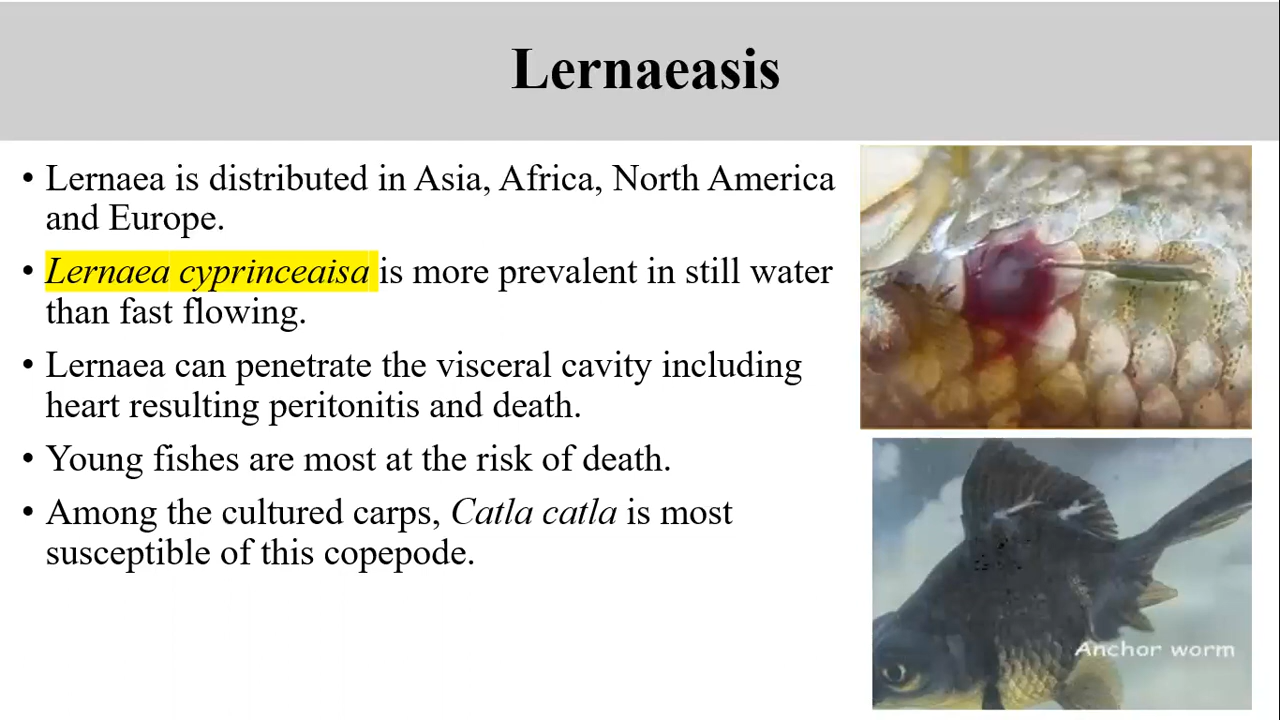 Lernaeasis
• Lernaea is distributed in Asia, Africa, North America
and Europe.
• Lernaea cyprinceaisa is more prevalent in still water
than fast flowing.
• Lernaea can penetrate the visceral cavity including
heart resulting peritonitis and death.
• Young fishes are most at the risk of death.
• Among the cultured carps, Catla catla is most
susceptible of this copepode.
Anchor worm